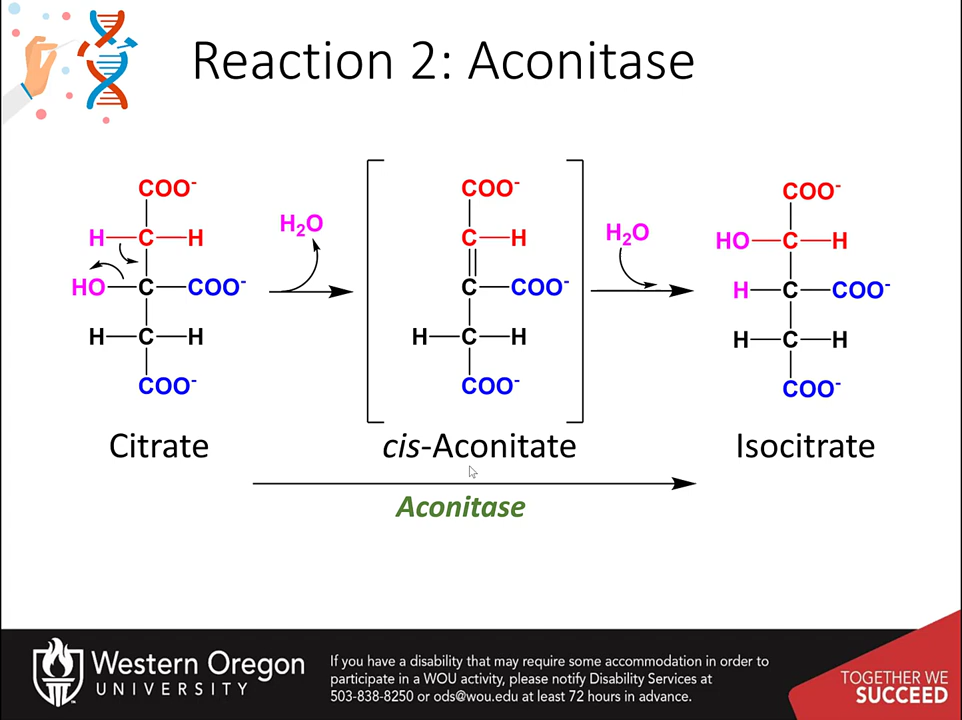 Reaction 2: Aconitase
COO⁻ COO⁻ COO⁻
H C H H₂O C H H₂O HO C H
HO C COO⁻ C COO⁻ H C COO⁻
H C H H C H H C H
COO⁻ COO⁻ COO⁻
Citrate cis-Aconitate Isocitrate
Aconitase
Western Oregon
UNIVERSITY
If you have a disability that may require some accommodation in order to
participate in a WOU activity, please notify Disability Services at
503-838-8250 or ods@wou.edu at least 72 hours in advance.
TOGETHER WE
SUCCEED